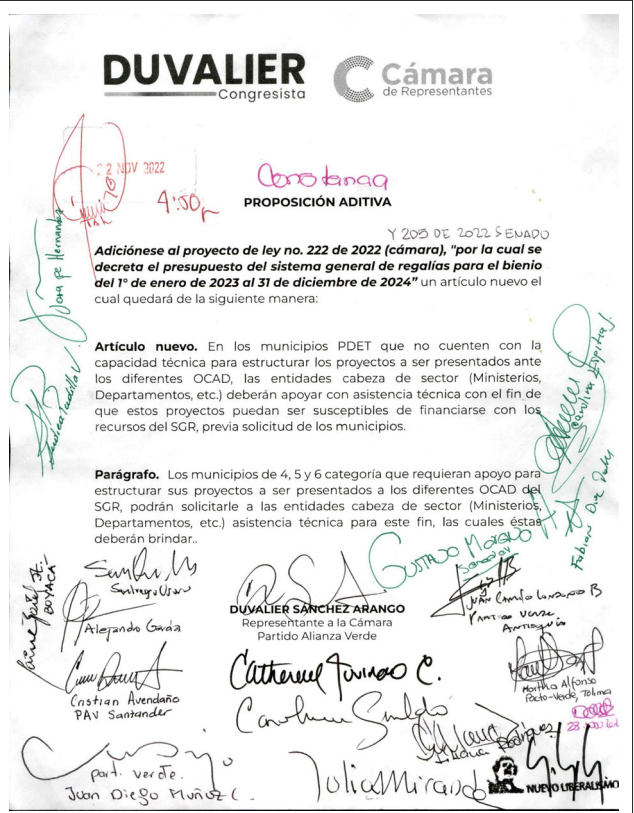 DUVALIER
Congresista
Cámara
de Representantes
22 NOV 2022
4:50 p
Constancia
PROPOSICIÓN ADITIVA
Y 205 DE 2022 SENADO
Adiciónese al proyecto de ley no. 222 de 2022 (cámara), "por la cual se
decreta el presupuesto del sistema general de regalías para el bienio
del 1° de enero de 2023 al 31 de diciembre de 2024" un artículo nuevo el
cual quedará de la siguiente manera:
Artículo nuevo. En los municipios PDET que no cuenten con la
capacidad técnica para estructurar los proyectos a ser presentados ante
los diferentes OCAD, las entidades cabeza de sector (Ministerios,
Departamentos, etc.) deberán apoyar con asistencia técnica con el fin de
que estos proyectos puedan ser susceptibles de financiarse con los
recursos del SGR, previa solicitud de los municipios.
Parágrafo. Los municipios de 4, 5 y 6 categoría que requieran apoyo para
estructurar sus proyectos a ser presentados a los diferentes OCAD del
SGR, podrán solicitarle a las entidades cabeza de sector (Ministerios,
Departamentos, etc.) asistencia técnica para este fin, las cuales éstas
deberán brindar..
Carolina Espitia J.
Fabian Diaz
Gustavo Moreno
Senador
BOYACÁ
Alejandro García
Cristian Avendaño
PAV Santander
DUVALIER SÁNCHEZ ARANGO
Representante a la Cámara
Partido Alianza Verde
Juan Camilo Londoño B
Partido Verde
Antioquia
Catherine Juvinao C.
Martha Alfonso
Pacto-Verde, Tolima
part. verde.
Juan Diego Muñoz C.
Julia Miranda
NUEVO LIBERALISMO